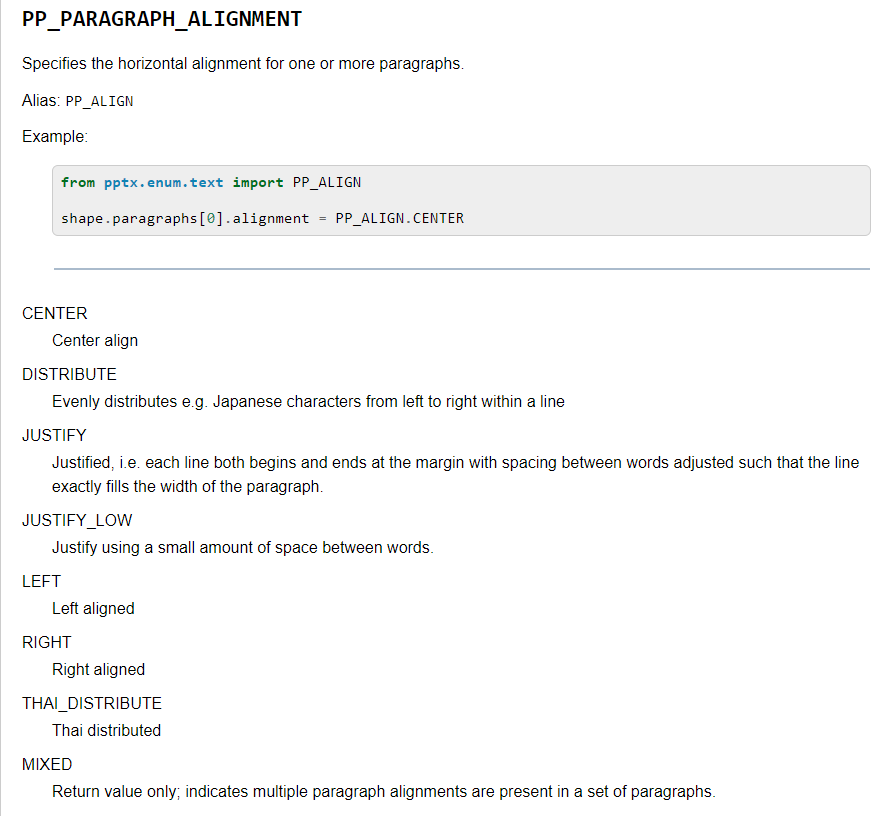 PP_PARAGRAPH_ALIGNMENT
Specifies the horizontal alignment for one or more paragraphs.
Alias: PP_ALIGN
Example:
from pptx.enum.text import PP_ALIGN
shape.paragraphs[0].alignment = PP_ALIGN.CENTER
CENTER
Center align
DISTRIBUTE
Evenly distributes e.g. Japanese characters from left to right within a line
JUSTIFY
Justified, i.e. each line both begins and ends at the margin with spacing between words adjusted such that the line
exactly fills the width of the paragraph.
JUSTIFY_LOW
Justify using a small amount of space between words.
LEFT
Left aligned
RIGHT
Right aligned
THAI_DISTRIBUTE
Thai distributed
MIXED
Return value only; indicates multiple paragraph alignments are present in a set of paragraphs.